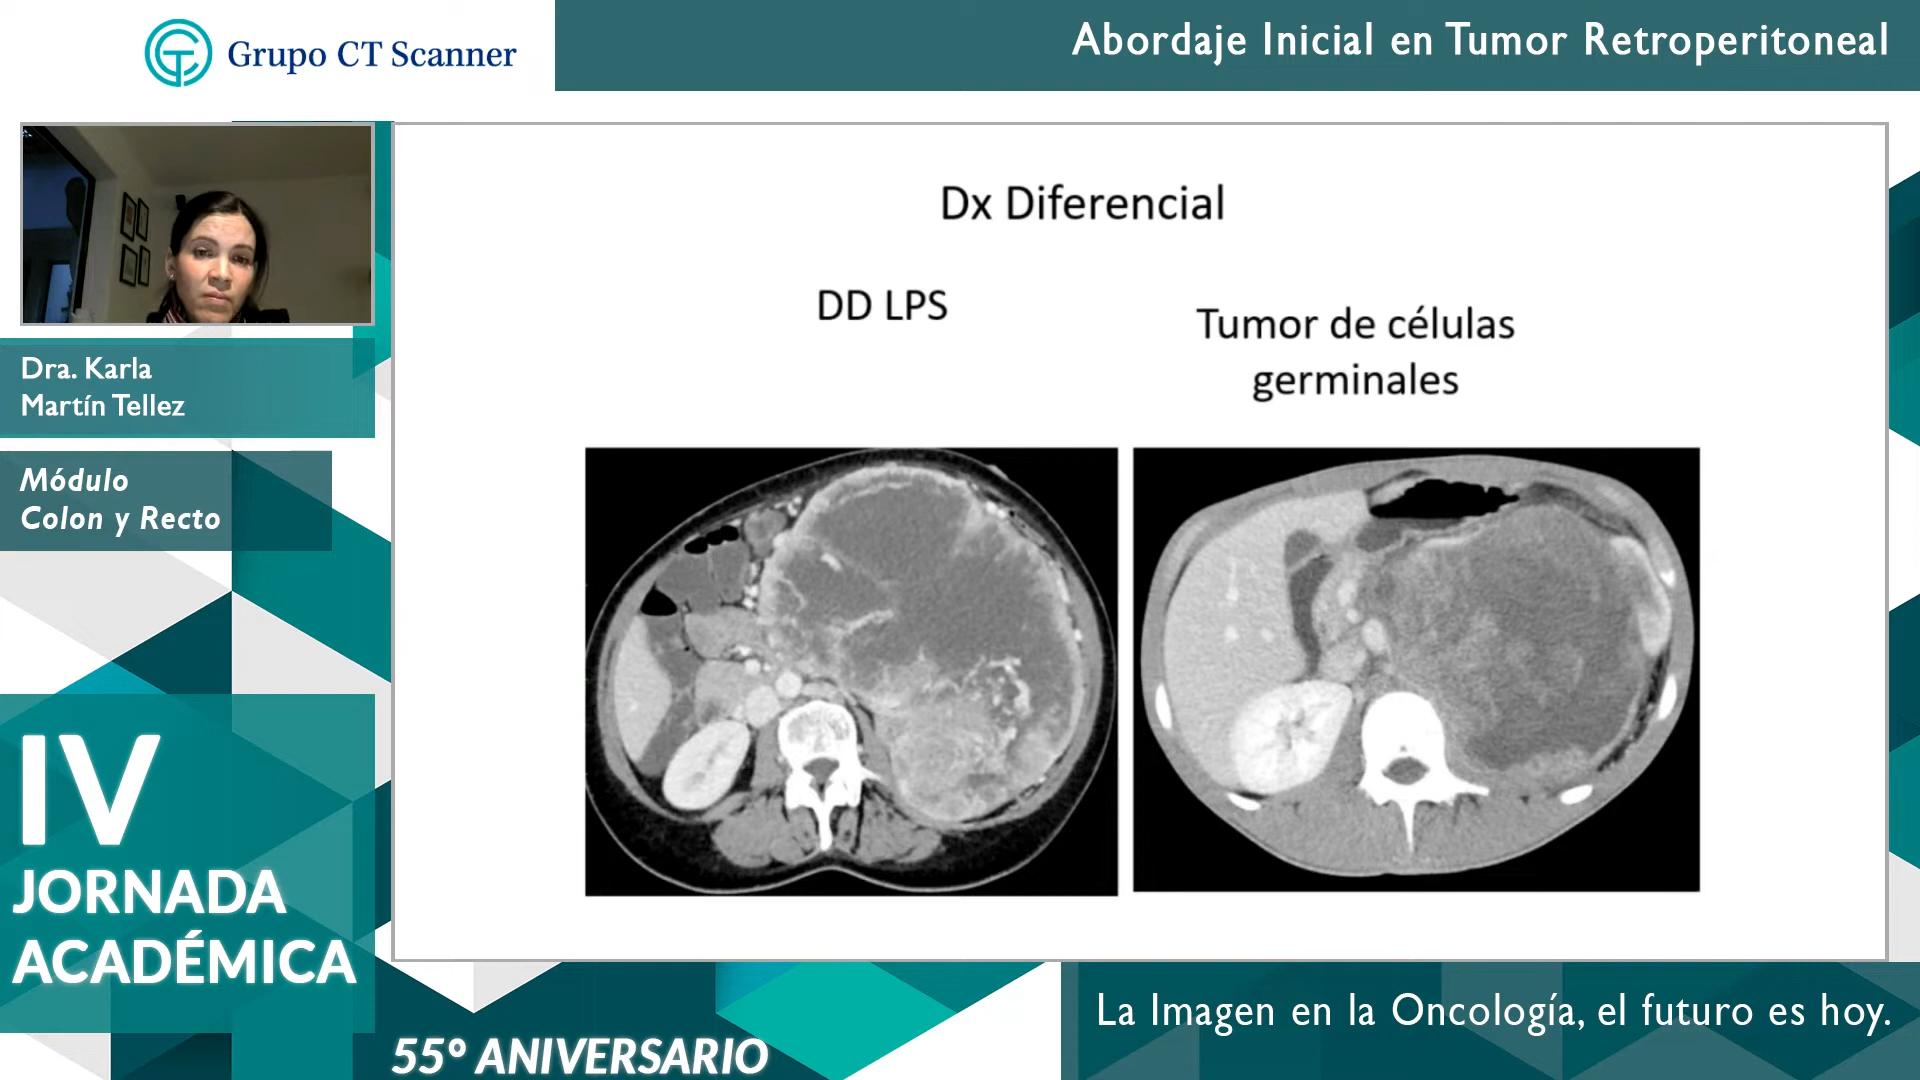 Grupo CT Scanner
Abordaje Inicial en Tumor Retroperitoneal
Dx Diferencial
DD LPS
Tumor de células
germinales
Dra. Karla
Martín Tellez
Módulo
Colon y Recto
IV
JORNADA
ACADÉMICA
55º ANIVERSARIO
La Imagen en la Oncología, el futuro es hoy.